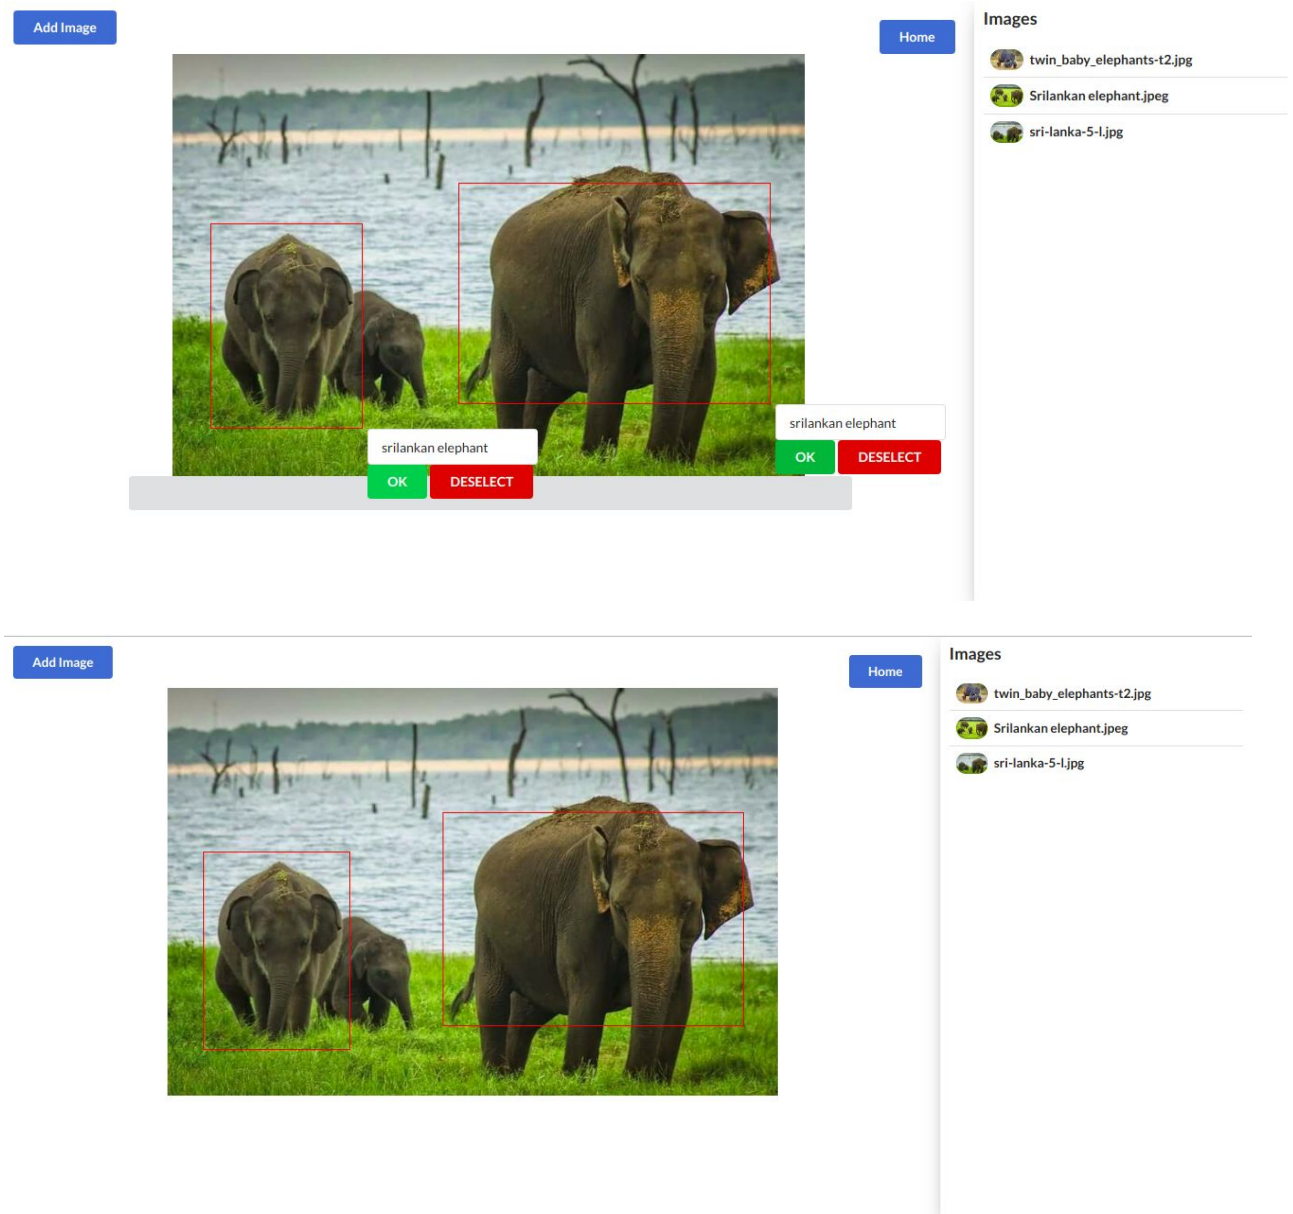 Add Image
Home
Images
twin_baby_elephants-t2.jpg
Srilankan elephant.jpeg
sri-lanka-5-l.jpg
srilankan elephant
OK DESELECT
srilankan elephant
OK DESELECT
Add Image
Home
Images
twin_baby_elephants-t2.jpg
Srilankan elephant.jpeg
sri-lanka-5-l.jpg